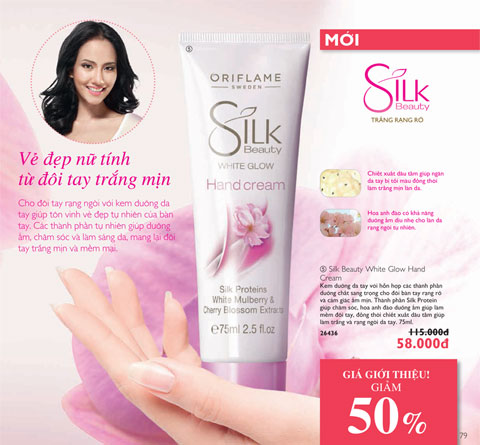 MỚI
SILK
Beauty
TRẮNG RẠNG RỠ
⑤
ORIFLAME
SWEDEN
SILK
Beauty
WHITE GLOW
Hand cream
Silk Proteins
White Mulberry &
Cherry Blossom Extracts
℮75ml 2.5 fl.oz.
Vẻ đẹp nữ tính
từ đôi tay trắng mịn
Cho đôi tay rạng ngời với kem dưỡng da
tay giúp tôn vinh vẻ đẹp tự nhiên của bàn
tay. Các thành phần tự nhiên giúp dưỡng
ẩm, chăm sóc và làm sáng da, mang lại đôi
tay trắng mịn và mềm mại.
Chiết xuất dâu tằm giúp ngăn
da tay bị tối màu đồng thời
làm trắng mịn làn da.
Hoa anh đào có khả năng
dưỡng ẩm dịu nhẹ cho làn da
rạng ngời tự nhiên.
⑤ Silk Beauty White Glow Hand
Cream
Kem dưỡng da tay với hỗn hợp các thành phần
dưỡng chất sang trọng cho đôi bàn tay rạng rỡ
và cảm giác ẩm mịn. Thành phần Silk Protein
giúp chăm sóc, hoa anh đào dưỡng ẩm giúp làm
mềm đôi tay, đồng thời chiết xuất dâu tằm giúp
làm trắng và rạng ngời da tay. 75ml.
26436
115.000đ
58.000đ
GIÁ GIỚI THIỆU!
GIẢM
50%
79